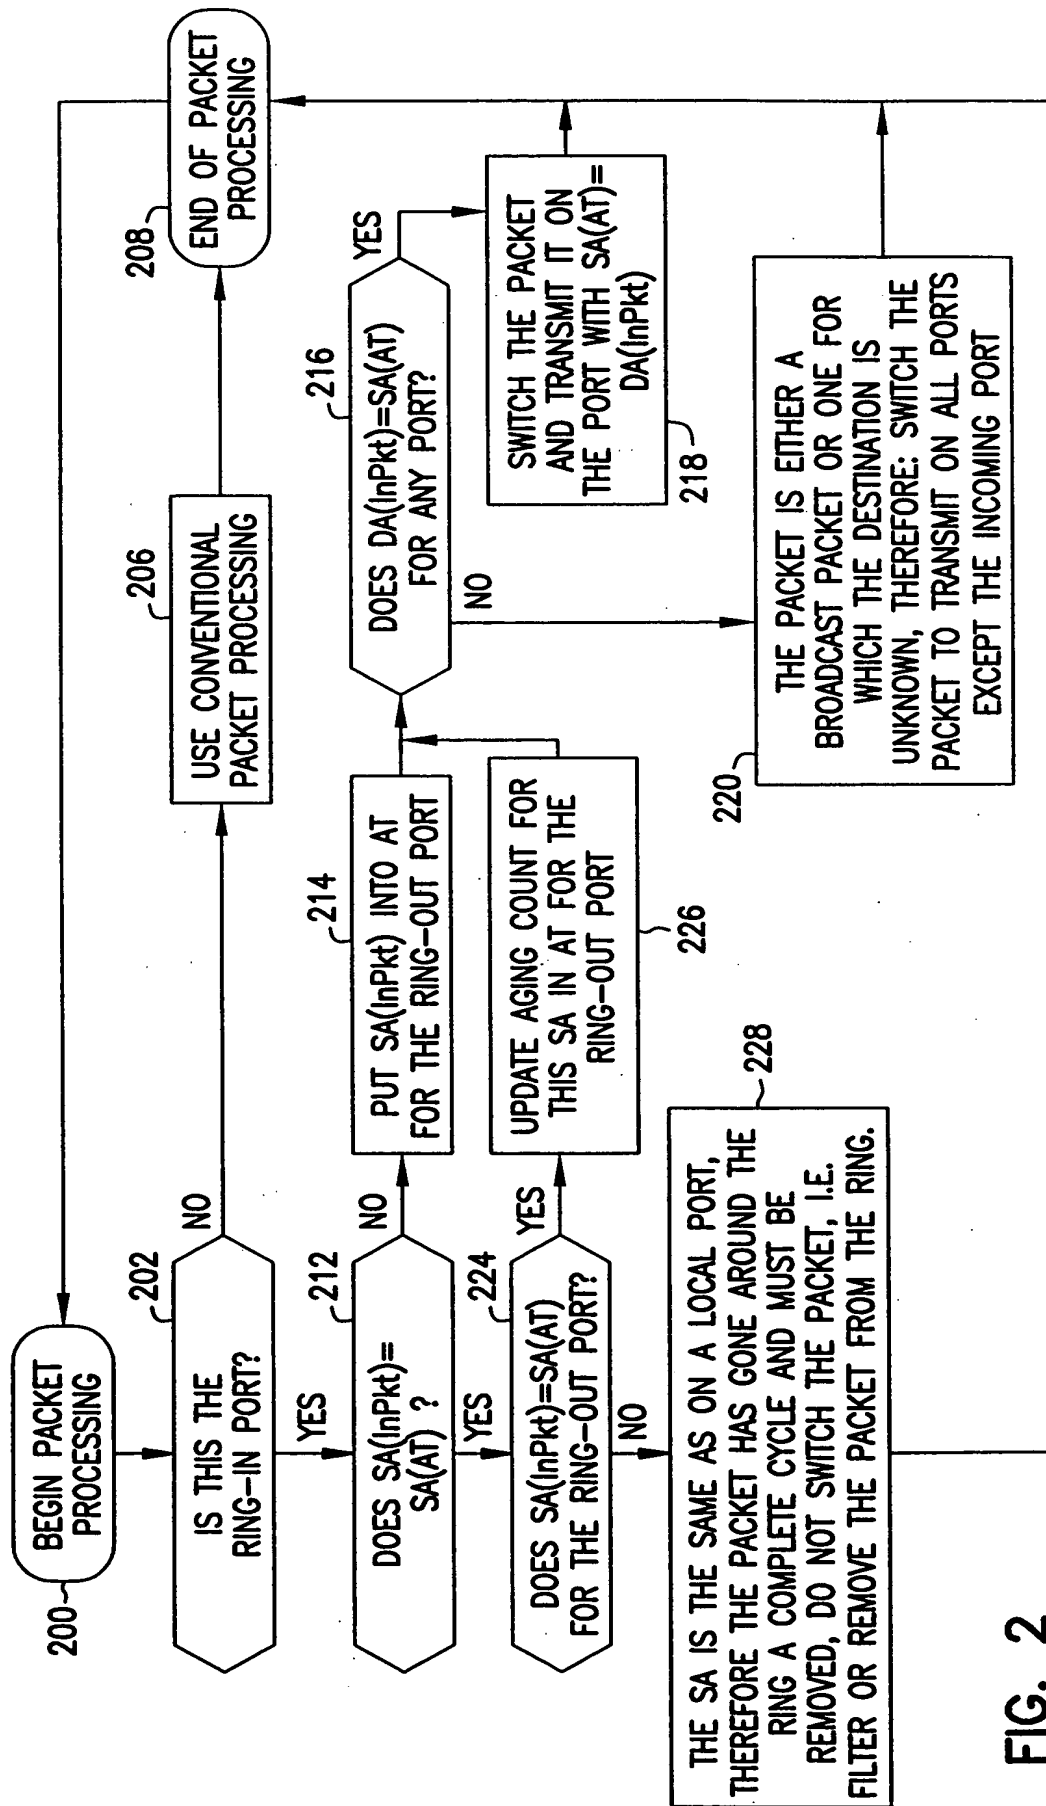 BEGIN PACKET
PROCESSING
200
IS THIS THE
RING-IN PORT?
202
NO
YES
USE CONVENTIONAL
PACKET PROCESSING
206
END OF PACKET
PROCESSING
208
DOES SA(InPkt)=
SA(AT) ?
212
NO
YES
PUT SA(InPkt) INTO AT
FOR THE RING-OUT PORT
214
DOES DA(InPkt)=SA(AT)
FOR ANY PORT?
216
YES
NO
SWITCH THE PACKET
AND TRANSMIT IT ON
THE PORT WITH SA(AT)=
DA(InPkt)
218
DOES SA(InPkt)=SA(AT)
FOR THE RING-OUT PORT?
224
YES
NO
UPDATE AGING COUNT FOR
THIS SA IN AT FOR THE
RING-OUT PORT
226
THE PACKET IS EITHER A
BROADCAST PACKET OR ONE FOR
WHICH THE DESTINATION IS
UNKNOWN, THEREFORE: SWITCH THE
PACKET TO TRANSMIT ON ALL PORTS
EXCEPT THE INCOMING PORT
220
THE SA IS THE SAME AS ON A LOCAL PORT,
THEREFORE THE PACKET HAS GONE AROUND THE
RING A COMPLETE CYCLE AND MUST BE
REMOVED, DO NOT SWITCH THE PACKET, I.E.
FILTER OR REMOVE THE PACKET FROM THE RING.
228
FIG. 2